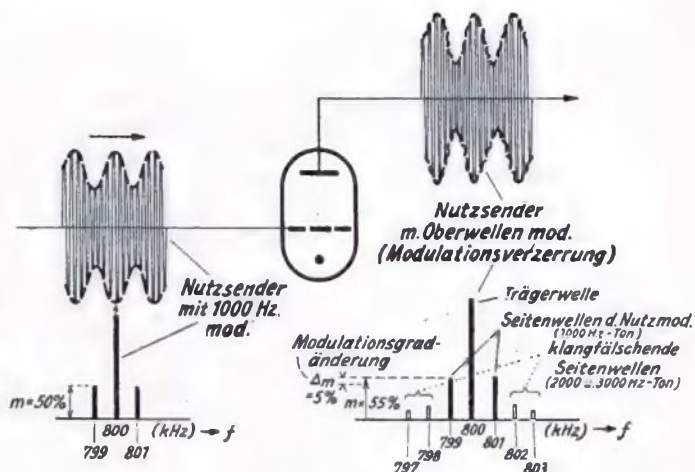 Nutzsender
mit 1000 Hz.
mod.
m=50%
800
(kHz) → f
799
801
Nutzsender
m. Oberwellen mod.
(Modulationsverzerrung)
Trägerwelle
Seitenwellen d. Nutzmod.
(1000 Hz-Ton)
klangfälschende
Seitenwellen
(2000 u. 3000 Hz-Ton)
Modulationsgrad-
änderung
Δm
=5%
m=55%
800
(kHz) → f
797
798
799
801
802
803